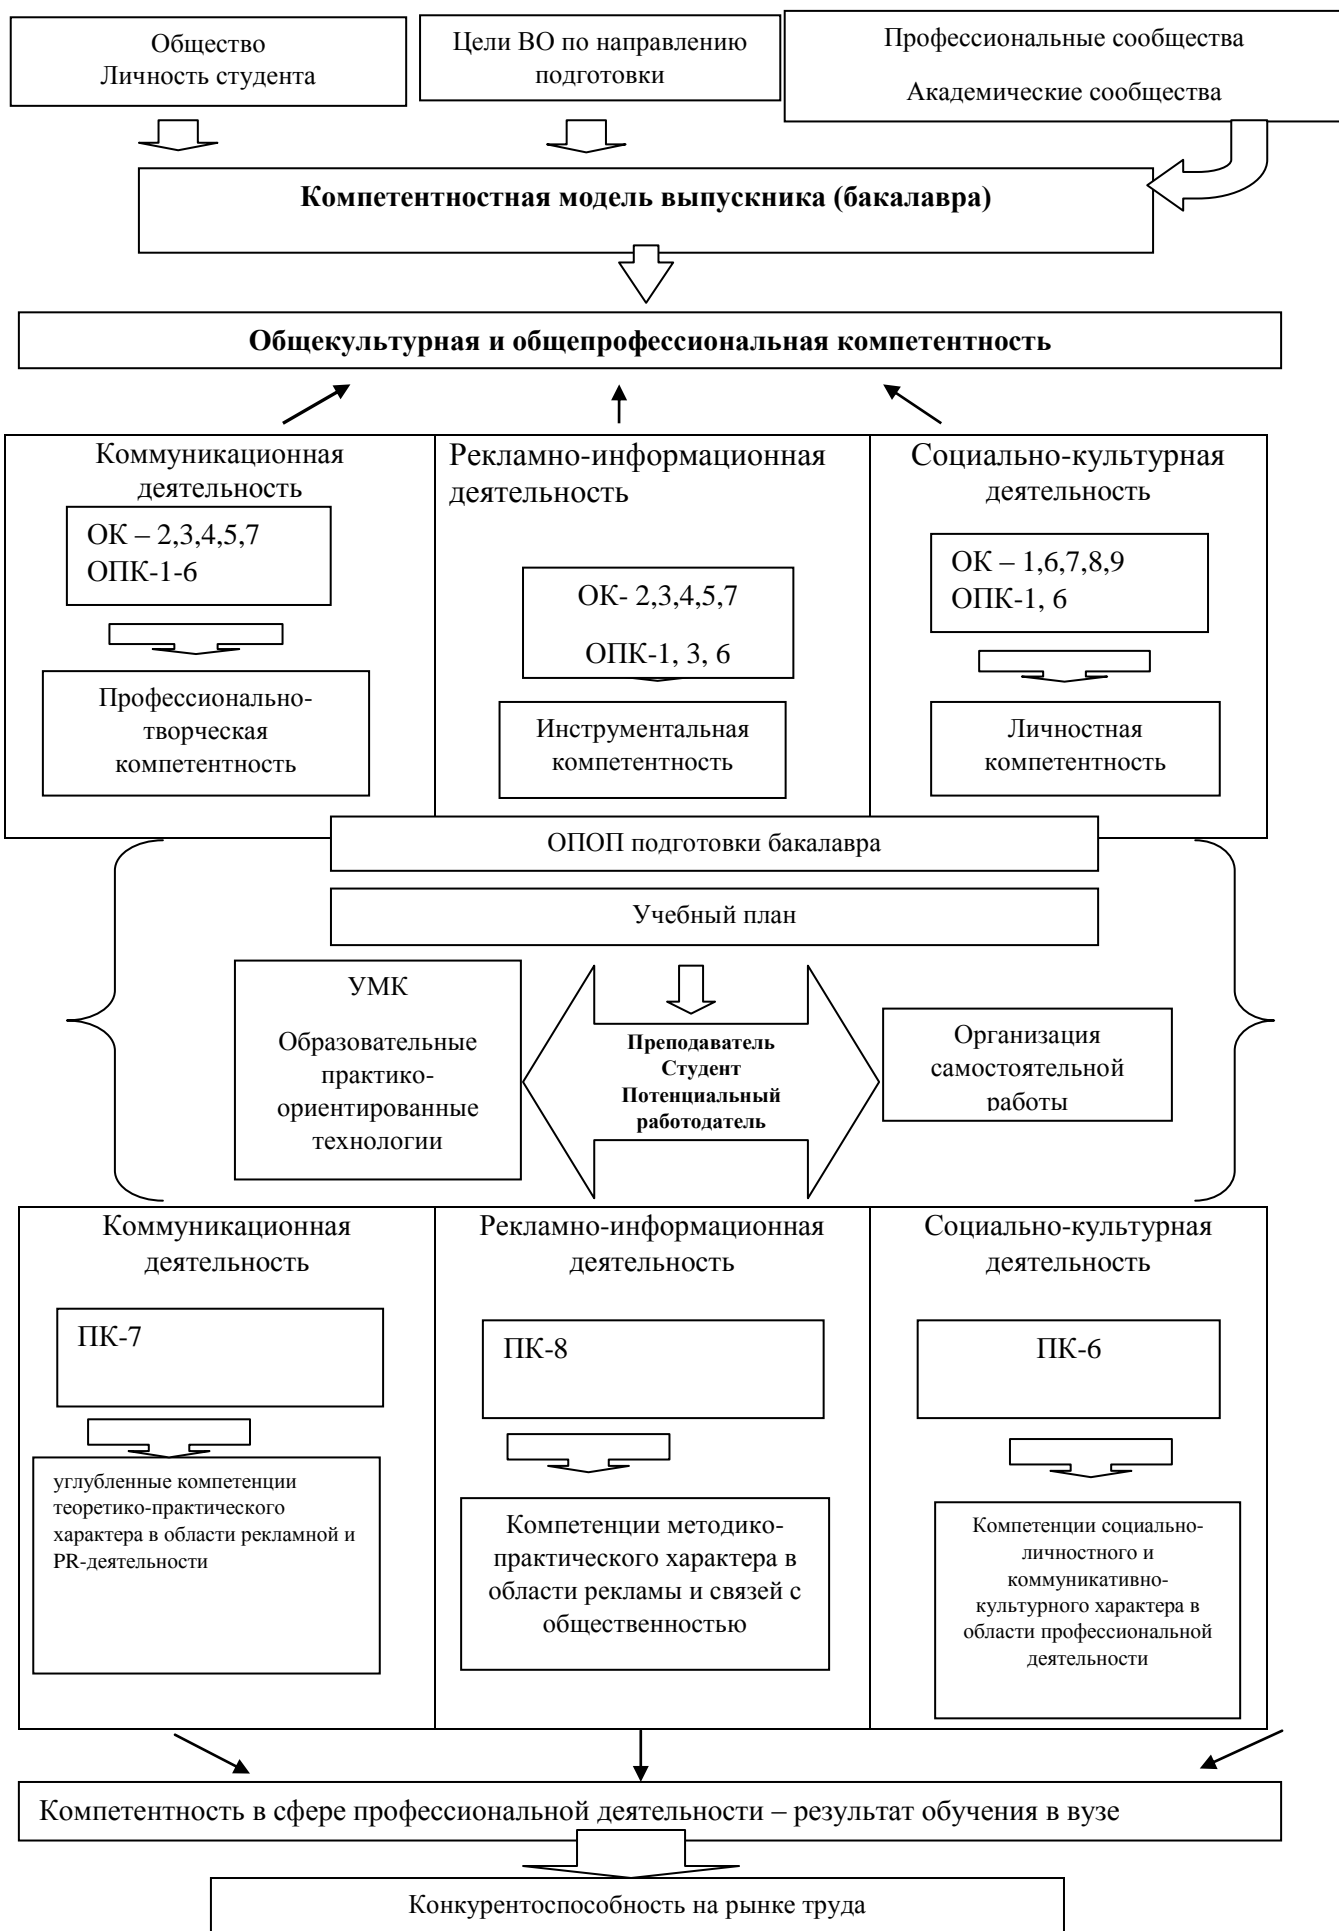 Общество
Личность студента
Цели ВО по направлению
подготовки
Профессиональные сообщества
Академические сообщества
Компетентностная модель выпускника (бакалавра)
Общекультурная и общепрофессиональная компетентность
Коммуникационная
деятельность
ОК – 2,3,4,5,7
ОПК-1-6
Профессионально-
творческая
компетентность
Рекламно-информационная
деятельность
ОК- 2,3,4,5,7
ОПК-1, 3, 6
Инструментальная
компетентность
Социально-культурная
деятельность
ОК – 1,6,7,8,9
ОПК-1, 6
Личностная
компетентность
ОПОП подготовки бакалавра
Учебный план
УМК
Образовательные
практико-
ориентированные
технологии
Преподаватель
Студент
Потенциальный
работодатель
Организация
самостоятельной
работы
Коммуникационная
деятельность
ПК-7
углубленные компетенции
теоретико-практического
характера в области рекламной и
PR-деятельности
Рекламно-информационная
деятельность
ПК-8
Компетенции методико-
практического характера в
области рекламы и связей с
общественностью
Социально-культурная
деятельность
ПК-6
Компетенции социально-
личностного и
коммуникативно-
культурного характера в
области профессиональной
деятельности
Компетентность в сфере профессиональной деятельности – результат обучения в вузе
Конкурентоспособность на рынке труда